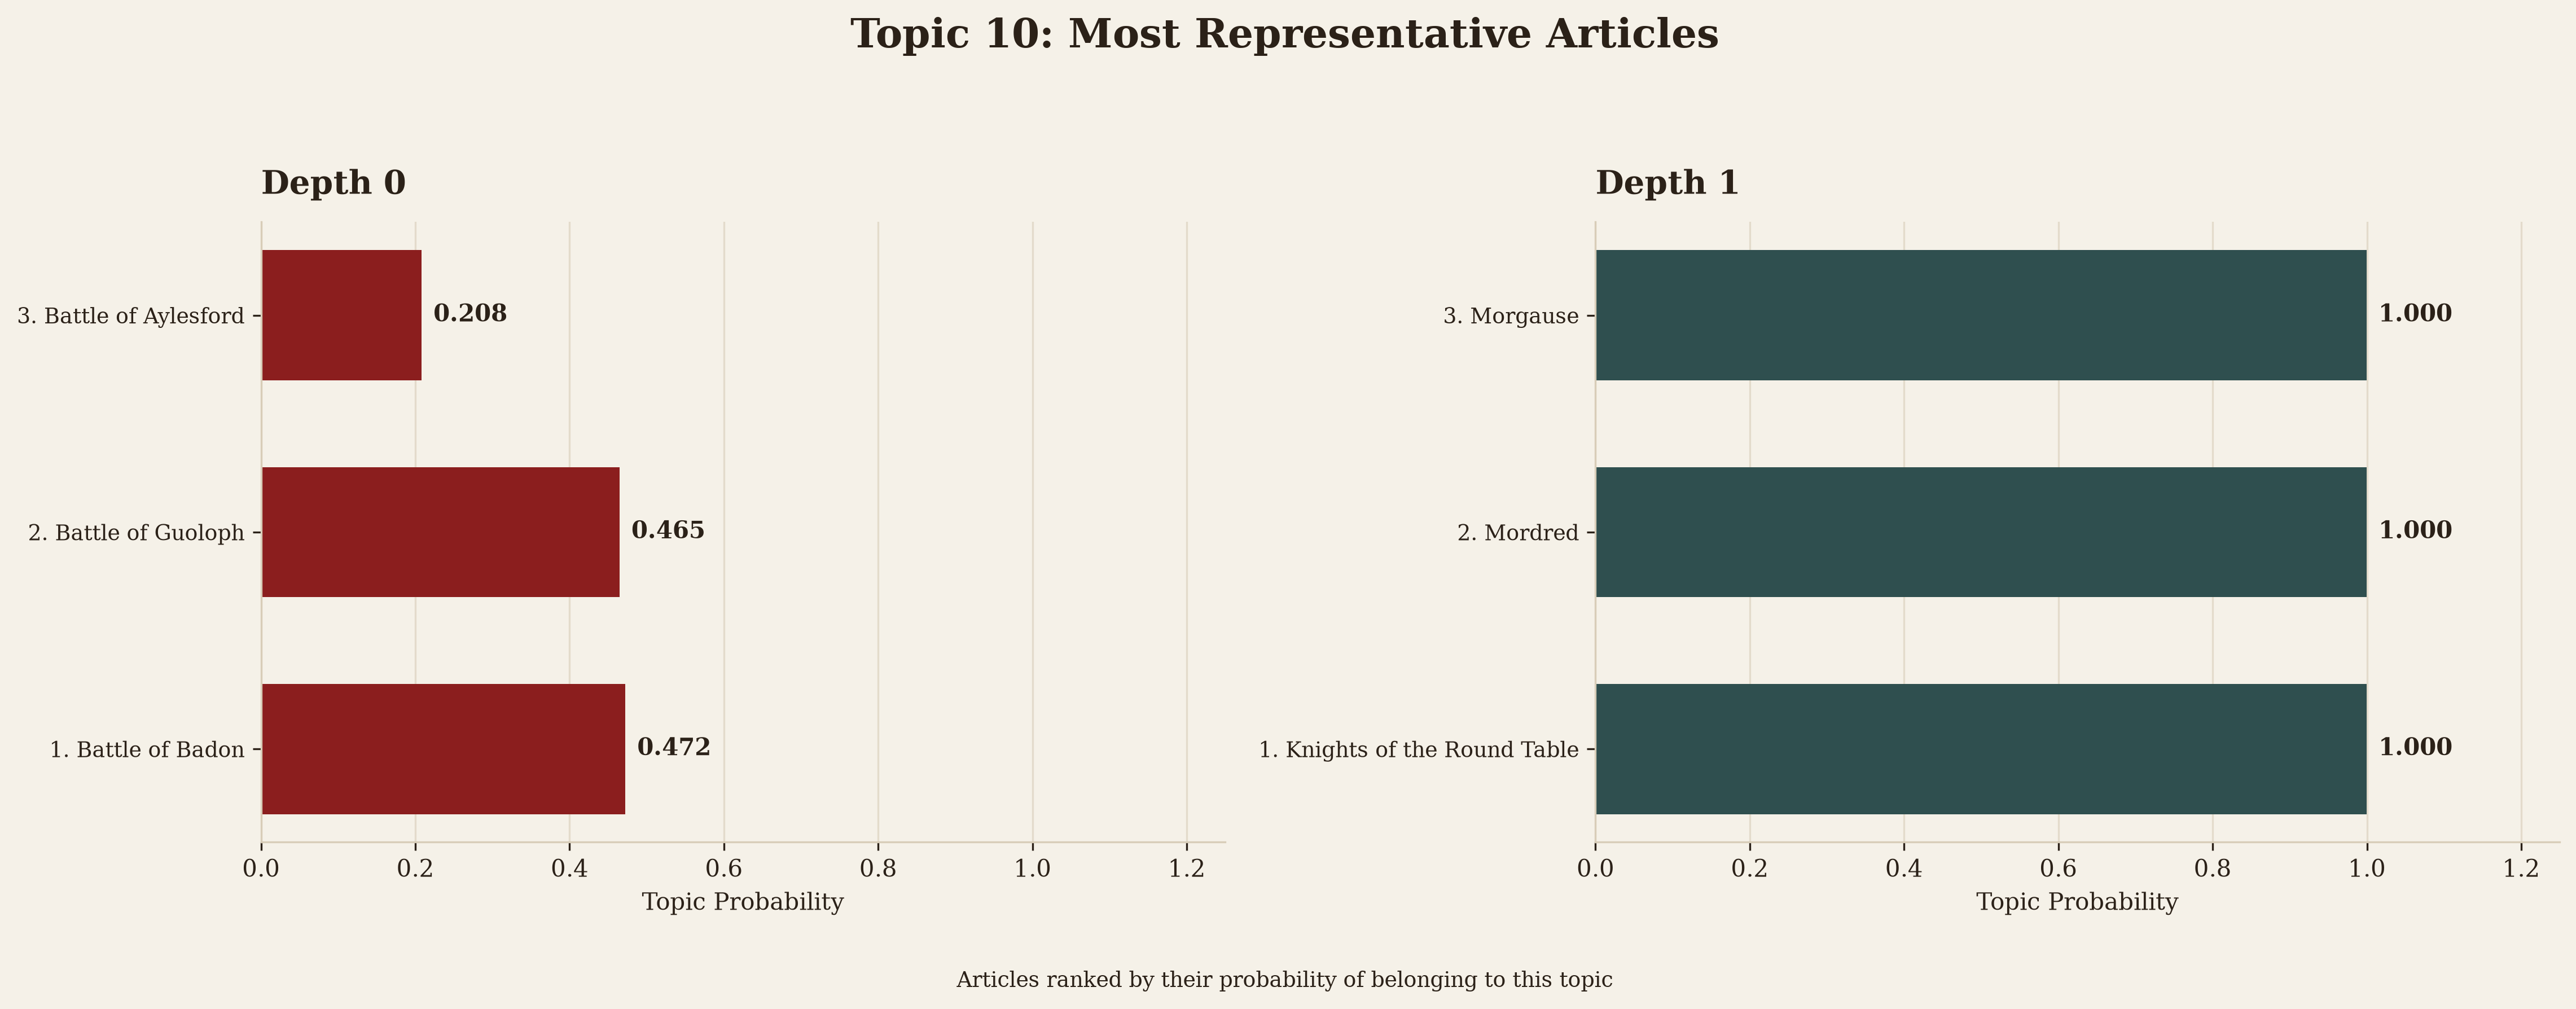 Topic 10: Most Representative Articles
Depth 0
3. Battle of Aylesford
0.208
2. Battle of Guoloph
0.465
1. Battle of Badon
0.472
0.0 0.2 0.4 0.6 0.8 1.0 1.2
Topic Probability
Depth 1
3. Morgause
1.000
2. Mordred
1.000
1. Knights of the Round Table
1.000
0.0 0.2 0.4 0.6 0.8 1.0 1.2
Topic Probability
Articles ranked by their probability of belonging to this topic